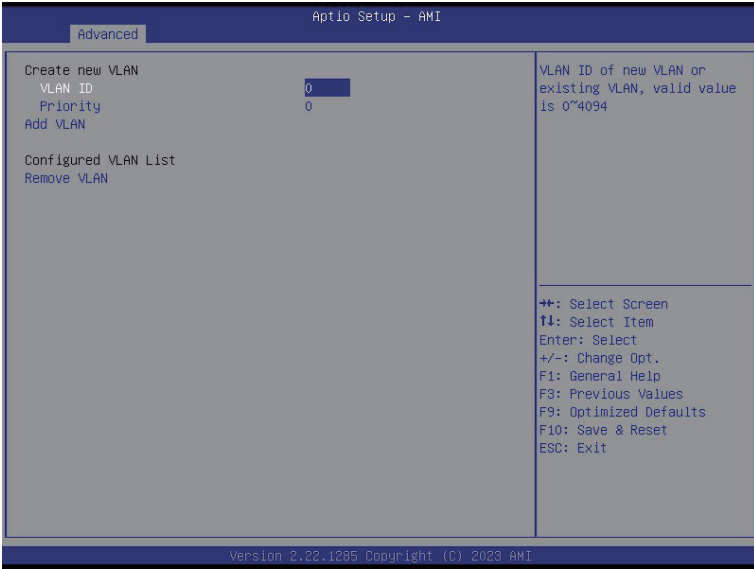 Aptio Setup – AMI
Advanced
Create new VLAN
VLAN ID 0
Priority 0
Add VLAN
Configured VLAN List
Remove VLAN
VLAN ID of new VLAN or
existing VLAN, valid value
is 0~4094
→←: Select Screen
↑↓: Select Item
Enter: Select
+/-: Change Opt.
F1: General Help
F3: Previous Values
F9: Optimized Defaults
F10: Save & Reset
ESC: Exit
Version 2.22.1285 Copyright (C) 2023 AMI